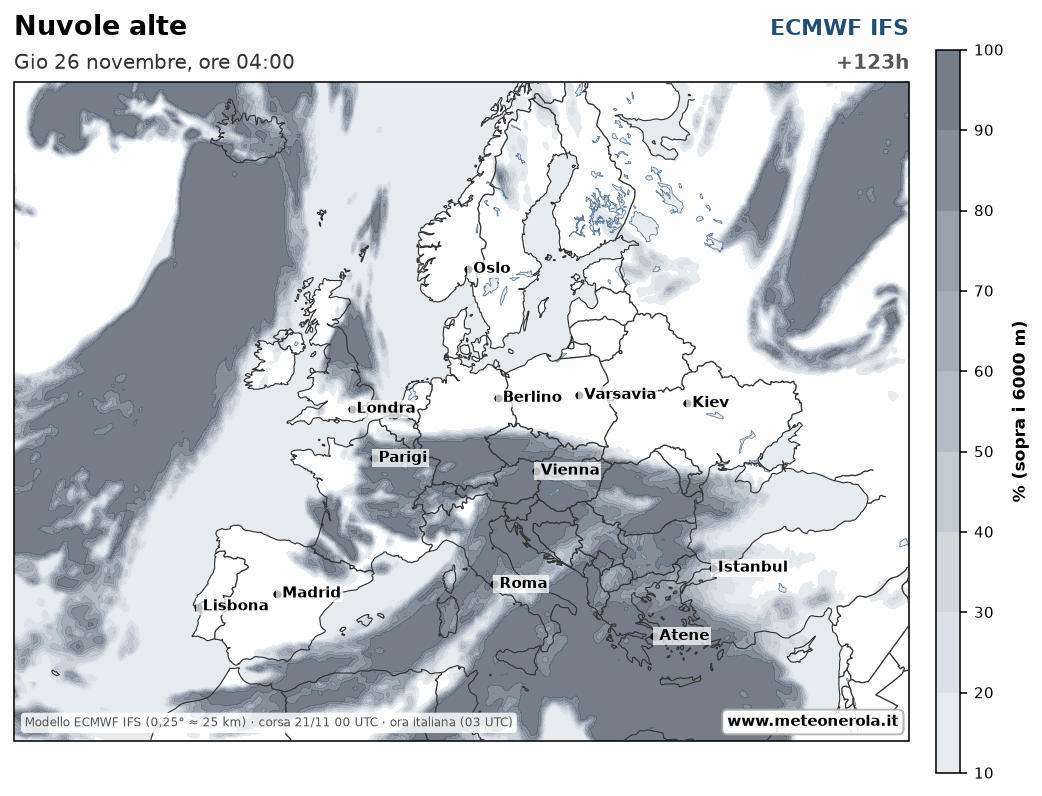 Nuvole alte
ECMWF IFS
Gio 26 novembre, ore 04:00
+123h
Oslo
Londra
Berlino
Varsavia
Kiev
Parigi
Vienna
Istanbul
Roma
Madrid
Lisbona
Atene
Modello ECMWF IFS (0,25° ≈ 25 km) · corsa 21/11 00 UTC · ora italiana (03 UTC)
www.meteonerola.it
100
90
80
70
60
50
40
30
20
10
% (sopra i 6000 m)